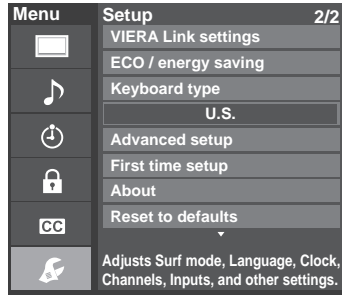 Menu
Setup 2/2
VIERA Link settings
ECO / energy saving
Keyboard type
U.S.
Advanced setup
First time setup
About
Reset to defaults
CC
Adjusts Surf mode, Language, Clock,
Channels, Inputs, and other settings.